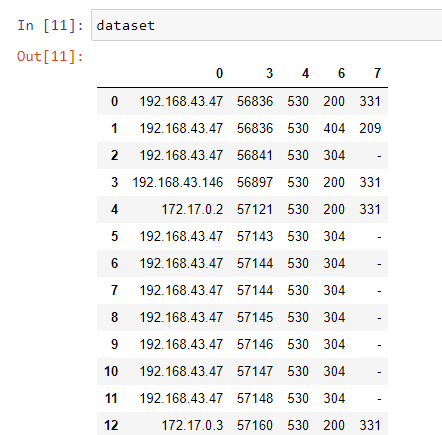 In [11]: dataset
Out[11]:
0 3 4 6 7
0 192.168.43.47 56836 530 200 331
1 192.168.43.47 56836 530 404 209
2 192.168.43.47 56841 530 304 -
3 192.168.43.146 56897 530 200 331
4 172.17.0.2 57121 530 200 331
5 192.168.43.47 57143 530 304 -
6 192.168.43.47 57144 530 304 -
7 192.168.43.47 57144 530 304 -
8 192.168.43.47 57145 530 304 -
9 192.168.43.47 57146 530 304 -
10 192.168.43.47 57147 530 304 -
11 192.168.43.47 57148 530 304 -
12 172.17.0.3 57160 530 200 331